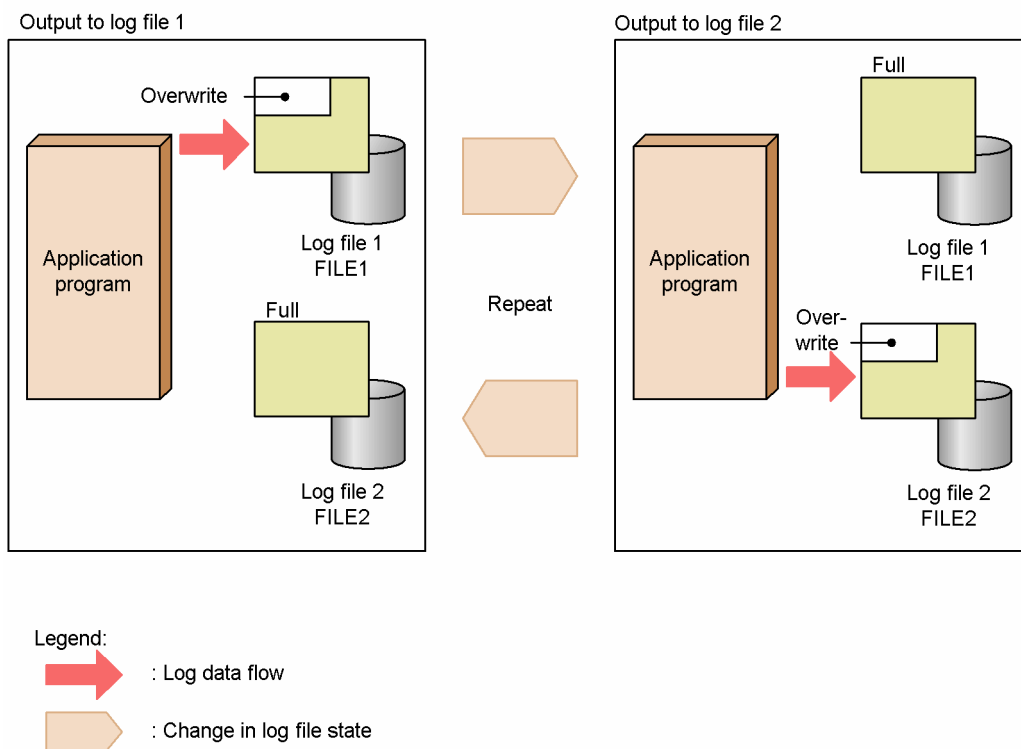 Output to log file 1
Overwrite
Application
program
Log file 1
FILE1
Full
Log file 2
FILE2
Repeat
Output to log file 2
Full
Application
program
Log file 1
FILE1
Over-
write
Log file 2
FILE2
Legend:
: Log data flow
: Change in log file state